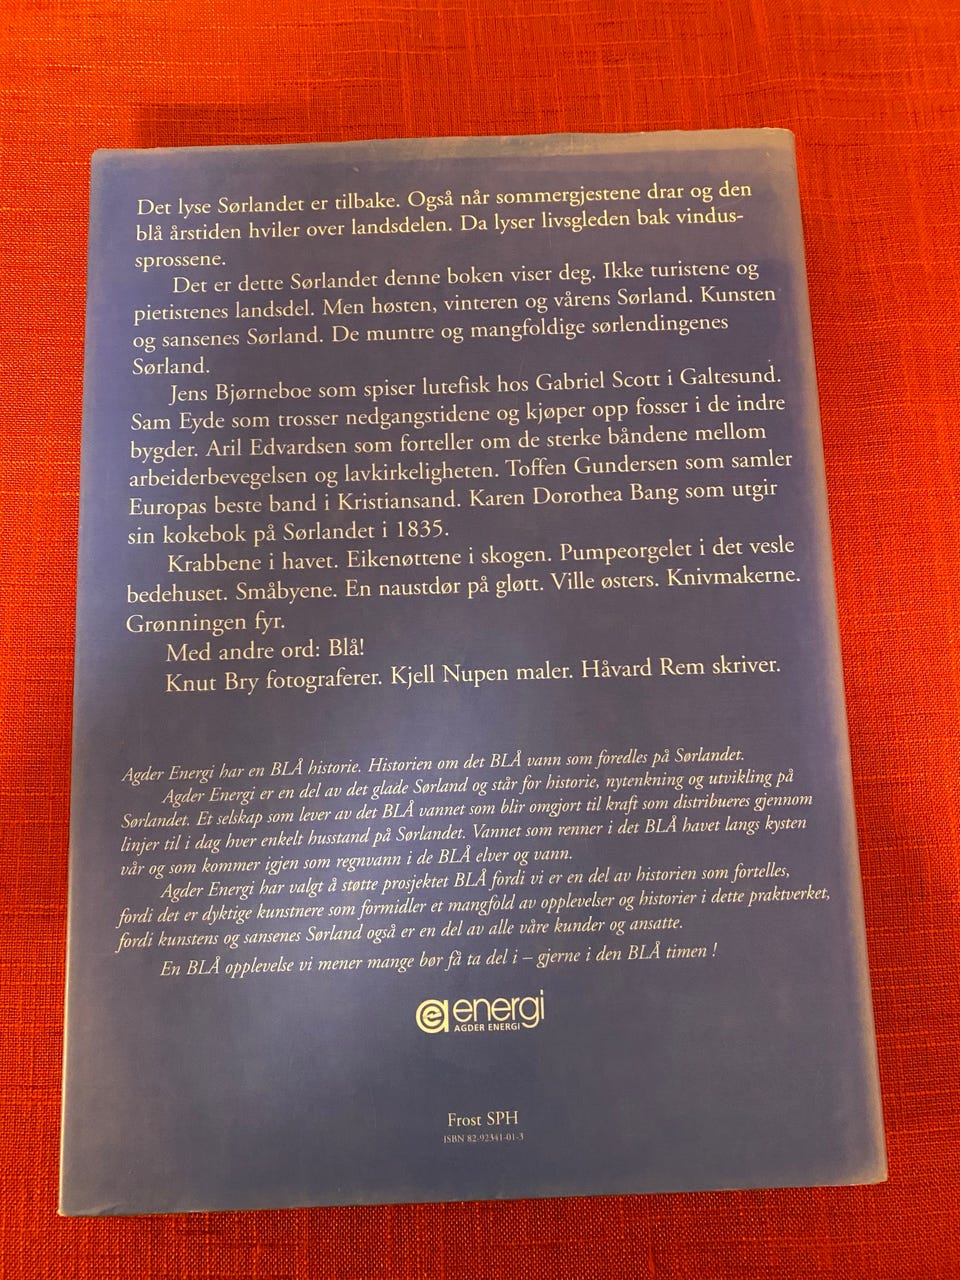 Det lyse Sørlandet er tilbake. Også når sommergjestene drar og den
blå årstiden hviler over landsdelen. Da lyser livsgleden bak vindus-
sprossene.
Det er dette Sørlandet denne boken viser deg. Ikke turistene og
pietistenes landsdel. Men høsten, vinteren og vårens Sørland. Kunsten
og sansenes Sørland. De muntre og mangfoldige sørlendingenes
Sørland.
Jens Bjørneboe som spiser lutefisk hos Gabriel Scott i Galtesund.
Sam Eyde som trosser nedgangstidene og kjøper opp fosser i de indre
bygder. Aril Edvardsen som forteller om de sterke båndene mellom
arbeiderbevegelsen og lavkirkeligheten. Toffen Gundersen som samler
Europas beste band i Kristiansand. Karen Dorothea Bang som utgir
sin kokebok på Sørlandet i 1835.
Krabbene i havet. Eikenøttene i skogen. Pumpeorgelet i det vesle
bedehuset. Småbyene. En naustdør på gløtt. Ville østers. Knivmakerne.
Grønningen fyr.
Med andre ord: Blå!
Knut Bry fotograferer. Kjell Nupen maler. Håvard Rem skriver.
Agder Energi har en BLÅ historie. Historien om det BLÅ vann som foredles på Sørlandet.
Agder Energi er en del av det glade Sørland og står for historie, nytenkning og utvikling på
Sørlandet. Et selskap som lever av det BLÅ vannet som blir omgjort til kraft som distribueres gjennom
linjer til i dag hver enkelt husstand på Sørlandet. Vannet som renner i det BLÅ havet langs kysten
vår og som kommer igjen som regnvann i de BLÅ elver og vann.
Agder Energi har valgt å støtte prosjektet BLÅ fordi vi er en del av historien som fortelles,
fordi det er dyktige kunstnere som formidler et mangfold av opplevelser og historier i dette praktverket,
fordi kunstens og sansenes Sørland også er en del av alle våre kunder og ansatte.
En BLÅ opplevelse vi mener mange bør få ta del i – gjerne i den BLÅ timen !
ae energi
AGDER ENERGI
Frost SPH
ISBN 82-92341-01-3